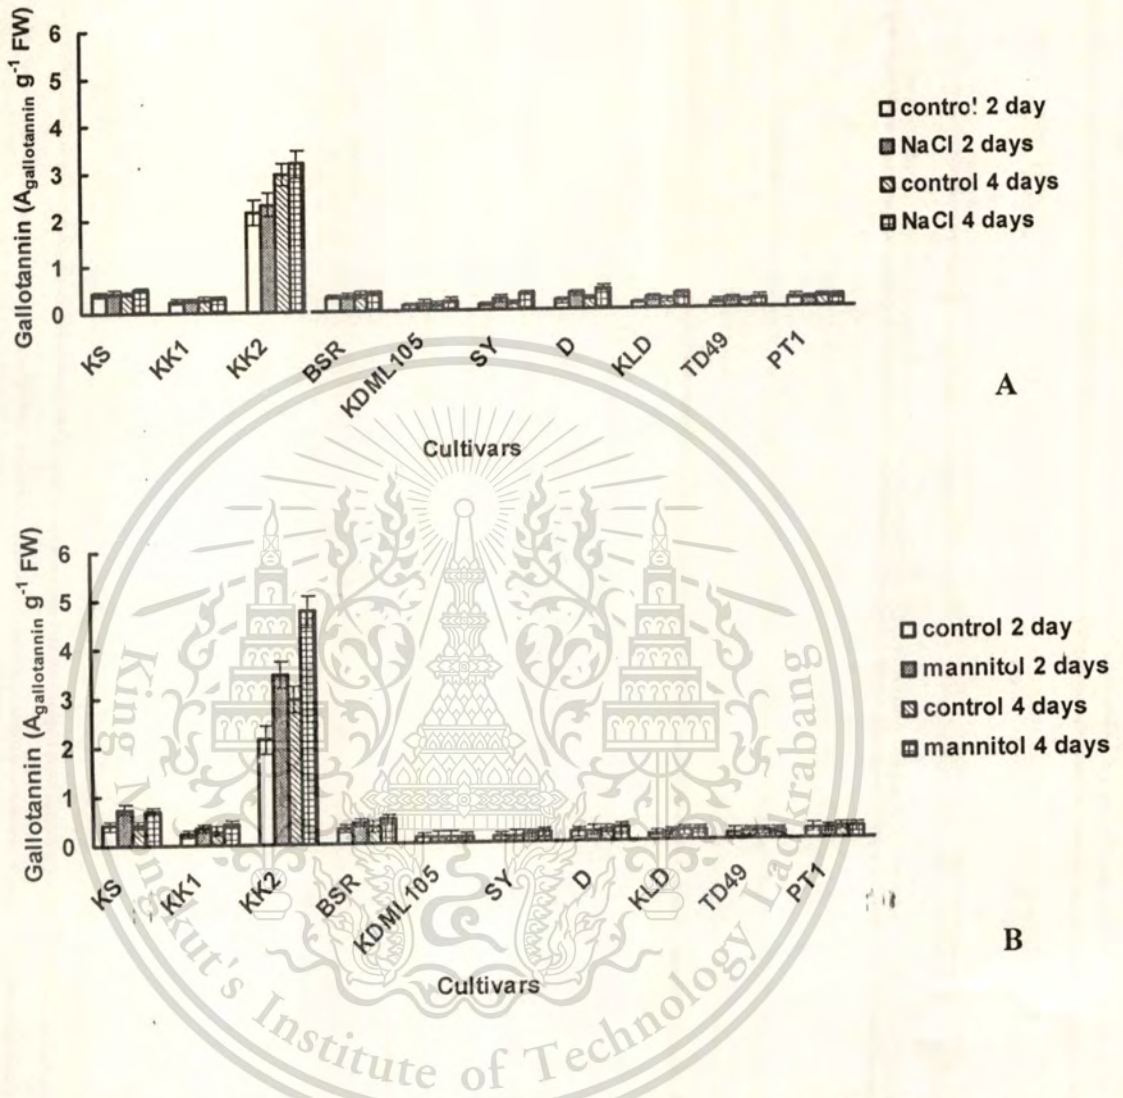 Gallotannin (Agallotannin g-1 FW)
6
5
4
3
2
1
0
KS
KK1
KK2
BSR
KDML105
SY
D
KLD
TD49
PT1
Cultivars
contro! 2 day
NaCl 2 days
control 4 days
NaCl 4 days
A
Gallotannin (Agallotannin g-1 FW)
6
5
4
3
2
1
0
KS
KK1
KK2
BSR
KDML105
SY
D
KLD
TD49
PT1
Cultivars
control 2 day
mannitol 2 days
control 4 days
mannitol 4 days
B
King Mongkut's Institute of Technology Ladkrabang